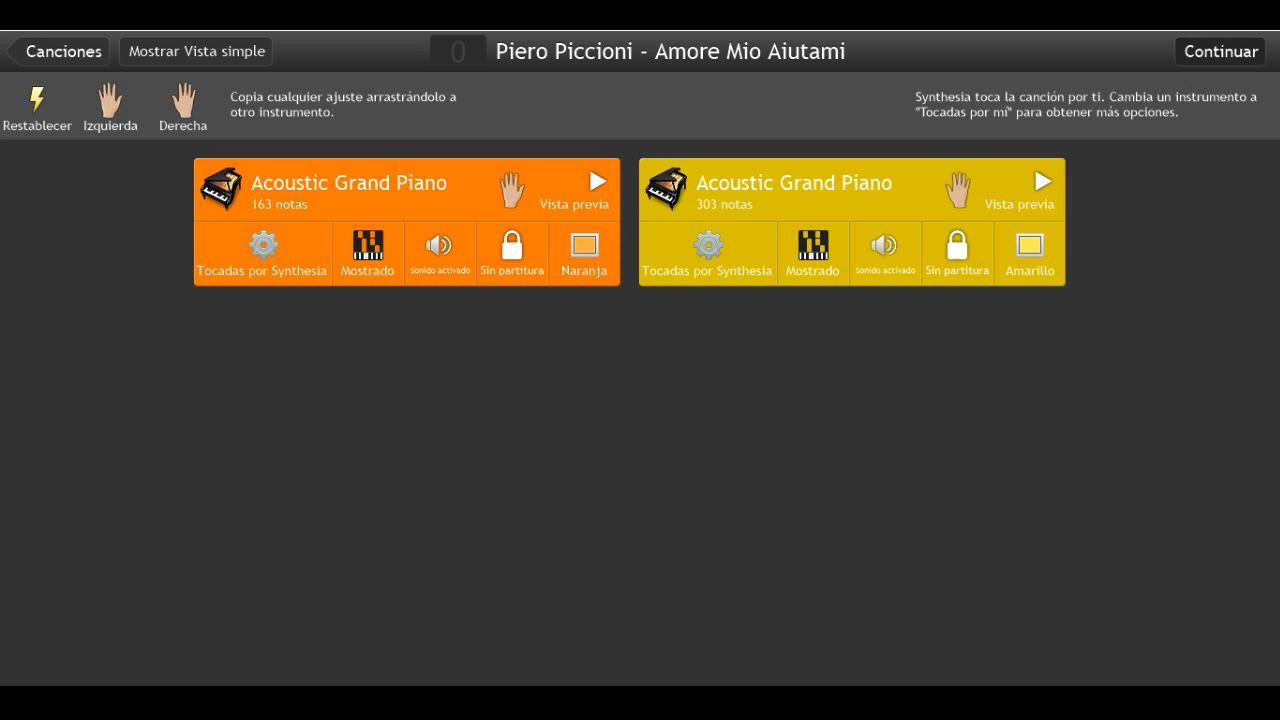 Canciones
Mostrar Vista simple
0
Piero Piccioni - Amore Mio Aiutami
Continuar
Restablecer
Izquierda
Derecha
Copia cualquier ajuste arrastrándolo a
otro instrumento.
Synthesia toca la canción por ti. Cambia un instrumento a
"Tocadas por mí" para obtener más opciones.
Acoustic Grand Piano
163 notas
Vista previa
Tocadas por Synthesia
Mostrado
Sonido activado
Sin partitura
Naranja
Acoustic Grand Piano
303 notas
Vista previa
Tocadas por Synthesia
Mostrado
Sonido activado
Sin partitura
Amarillo